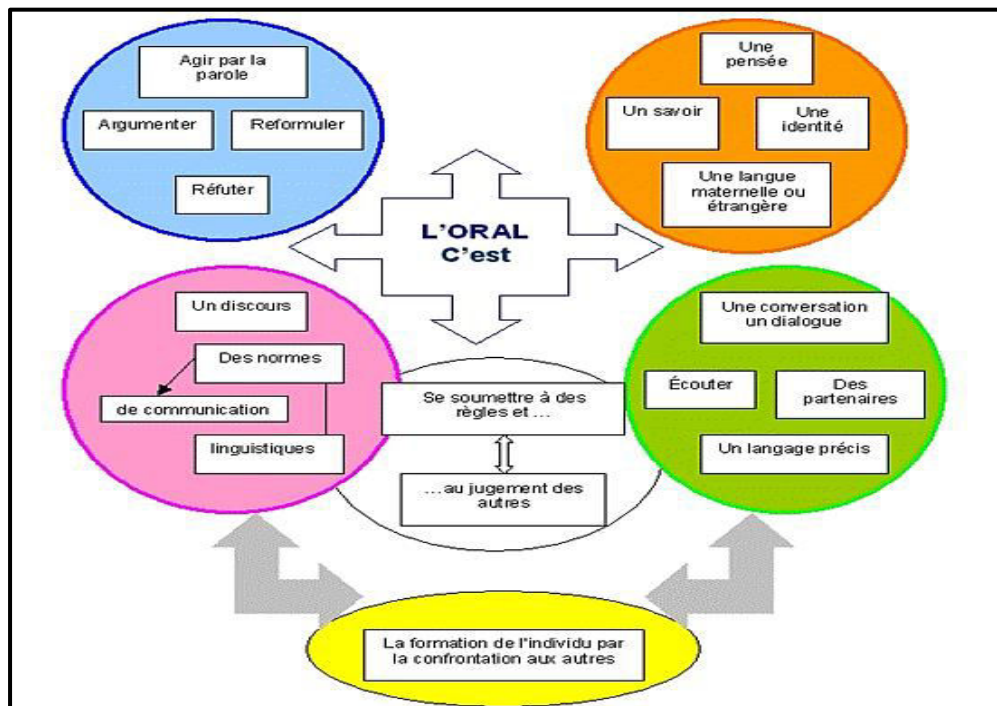 Agir par la
parole
Argumenter
Reformuler
Réfuter
Une
pensée
Un savoir
Une
identité
Une langue
maternelle ou
étrangère
L'ORAL
C'est
Un discours
Des normes
de communication
linguistiques
Se soumettre à des
règles et ...
...au jugement des
autres
Une conversation
un dialogue
Écouter
Des
partenaires
Un langage précis
La formation de l'individu par
la confrontation aux autres